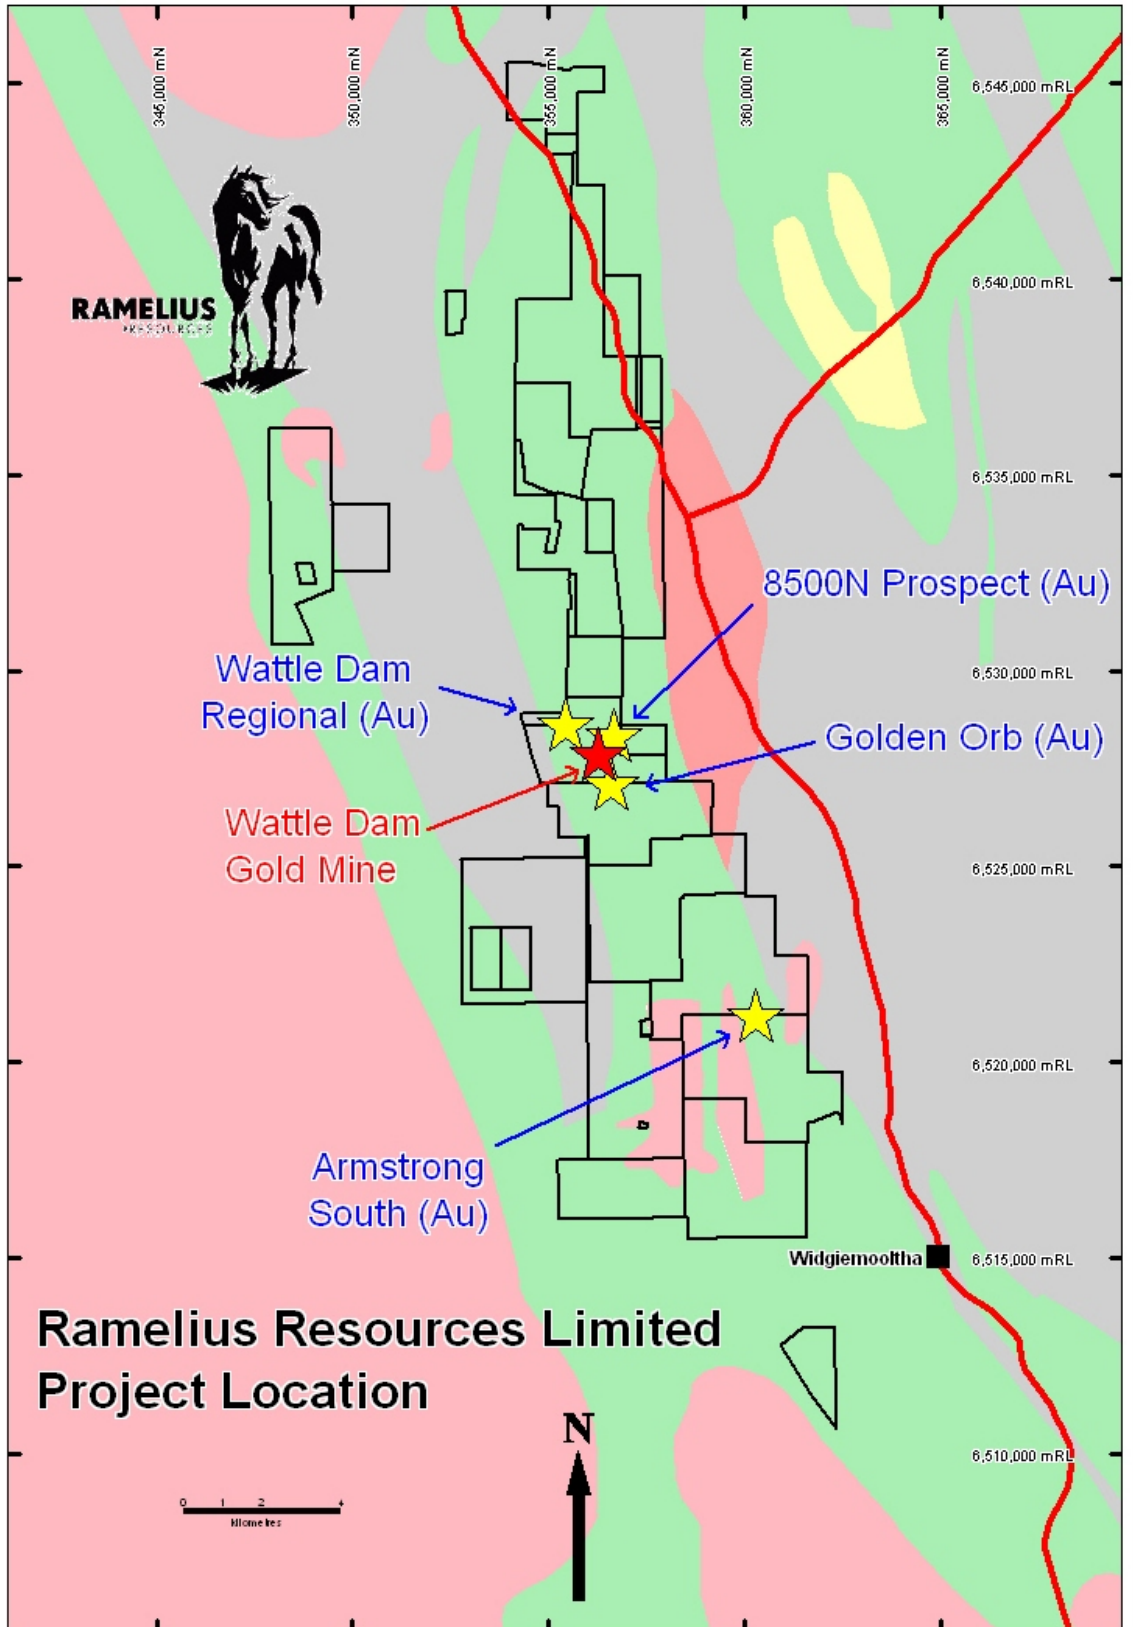 345,000 mN
350,000 mN
355,000 mN
360,000 mN
365,000 mN
6,545,000 mRL
RAMELIUS
RESOURCES
6,540,000 mRL
6,535,000 mRL
8500N Prospect (Au)
Wattle Dam
Regional (Au)
6,530,000 mRL
Golden Orb (Au)
Wattle Dam
Gold Mine
6,525,000 mRL
6,520,000 mRL
Armstrong
South (Au)
Widgiemooltha
6,515,000 mRL
Ramelius Resources Limited
Project Location
N
6,510,000 mRL
0 1 2 4
kilometres